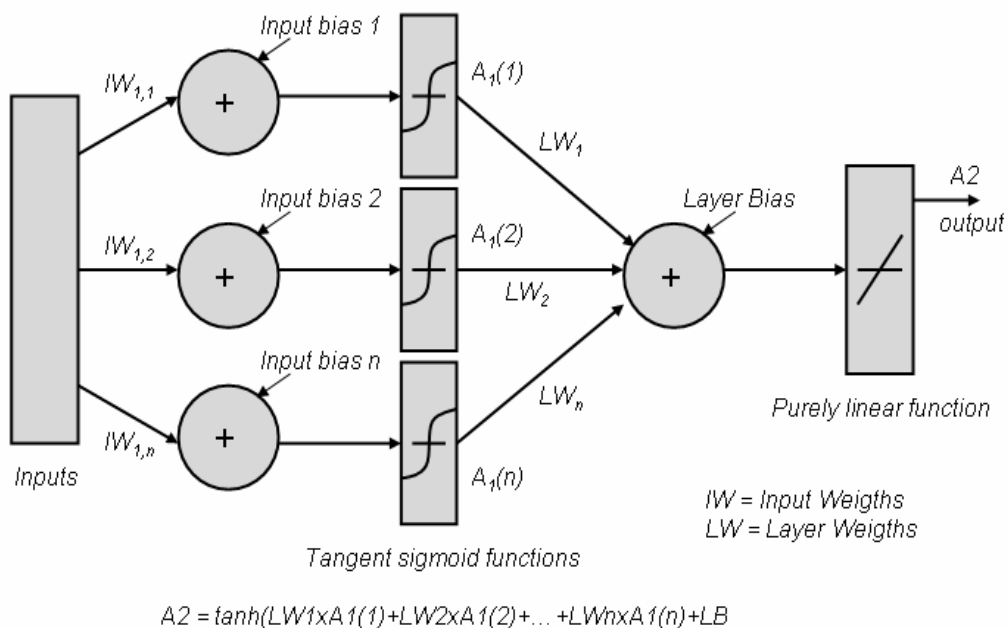 Input bias 1
IW1,1
+
A1(1)
LW1
Input bias 2
IW1,2
+
A1(2)
LW2
Layer Bias
+
A2
output
Input bias n
IW1,n
+
LWn
A1(n)
Purely linear function
Inputs
IW = Input Weigths
LW = Layer Weigths
Tangent sigmoid functions
A2 = tanh(LW1xA1(1)+LW2xA1(2)+... +LWnxA1(n)+LB